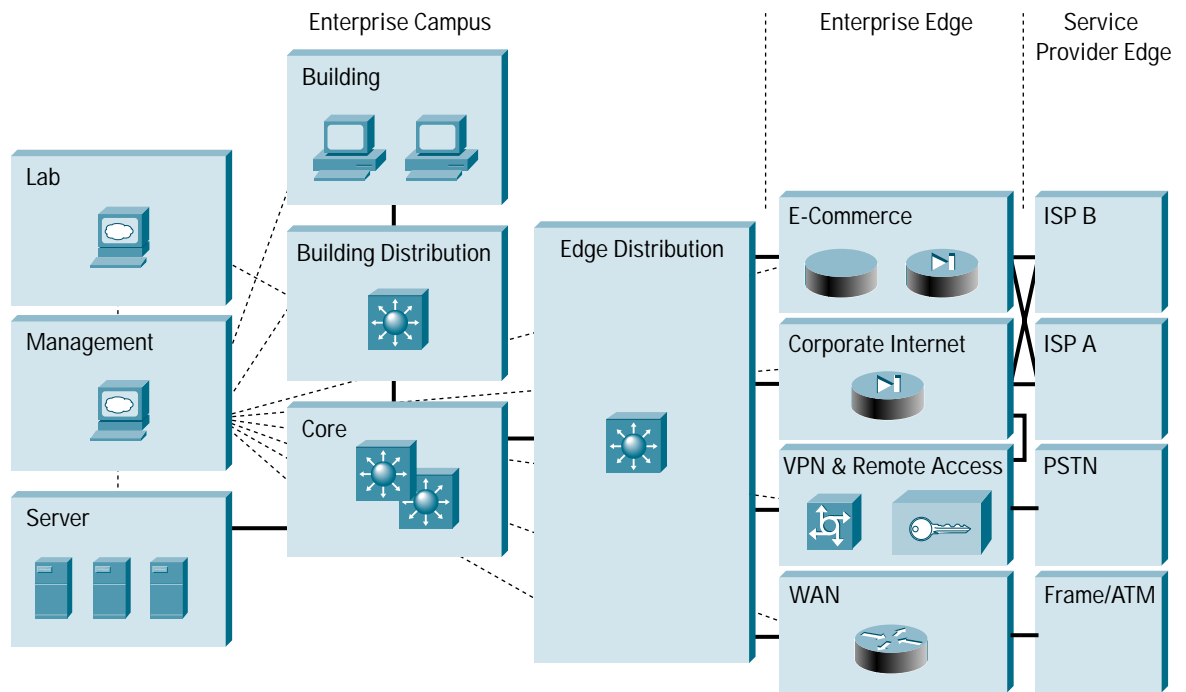 Enterprise Campus
Enterprise Edge
Service
Provider Edge
Building
Lab
E-Commerce
ISP B
Building Distribution
Edge Distribution
Management
Corporate Internet
ISP A
Core
VPN & Remote Access
PSTN
Server
WAN
Frame/ATM